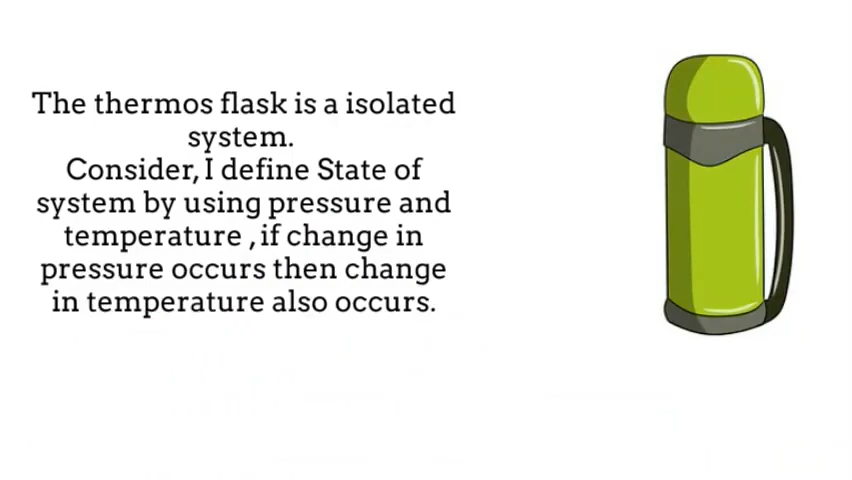 The thermos flask is a isolated
system.
Consider, I define State of
system by using pressure and
temperature , if change in
pressure occurs then change
in temperature also occurs.